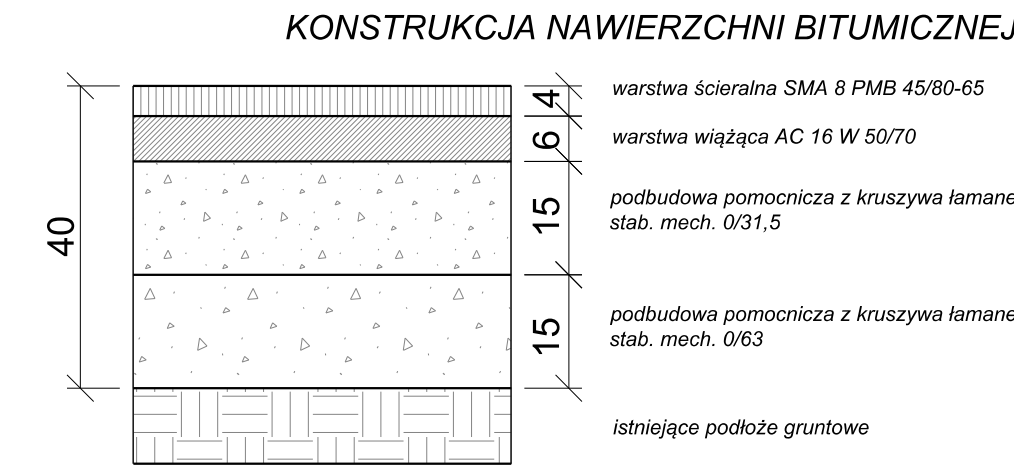 KONSTRUKCJA NAWIERZCHNI BITUMICZNEJ
4
warstwa ścieralna SMA 8 PMB 45/80-65
6
warstwa wiążąca AC 16 W 50/70
15
podbudowa pomocnicza z kruszywa łamane
stab. mech. 0/31,5
40
15
podbudowa pomocnicza z kruszywa łamane
stab. mech. 0/63
istniejące podłoże gruntowe